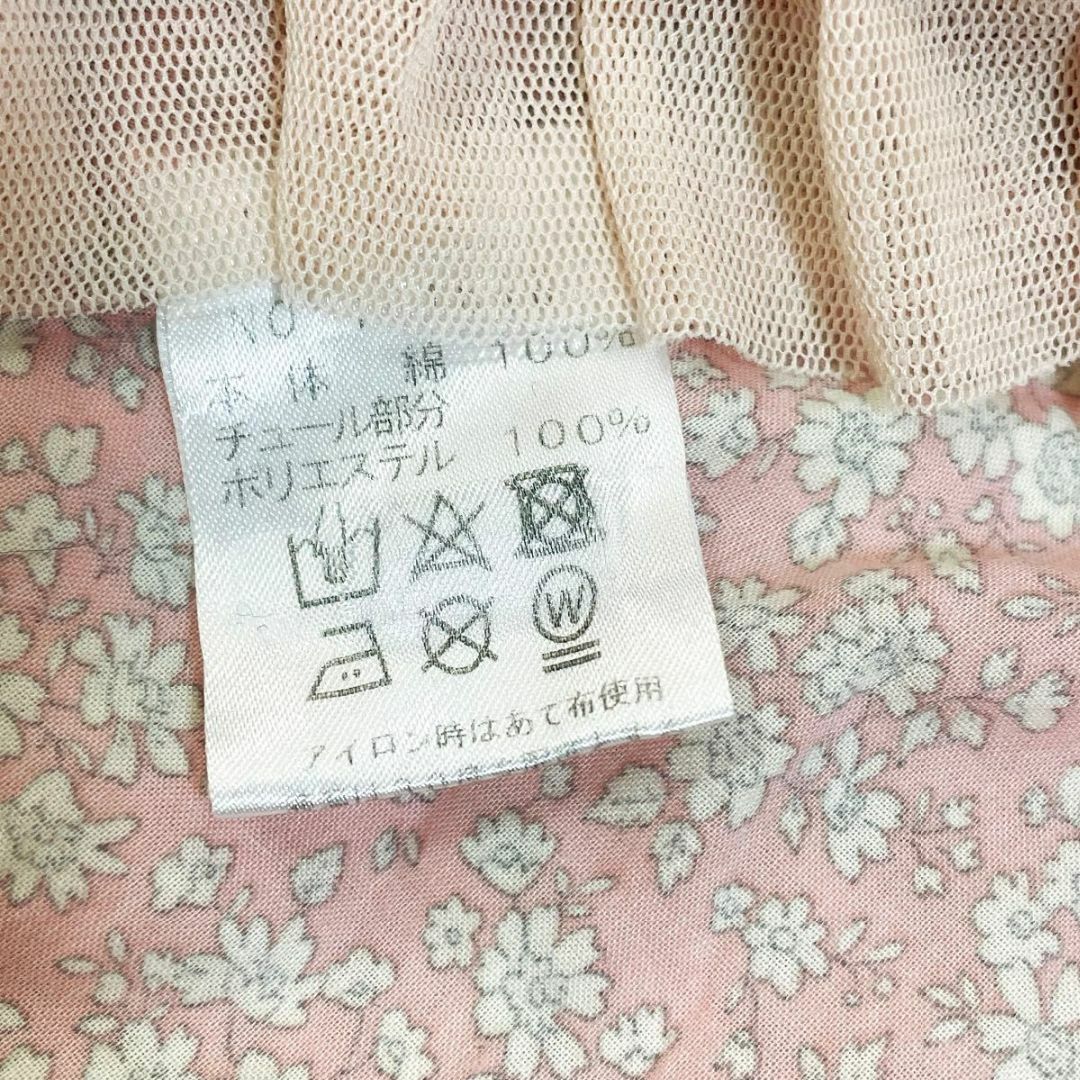 本体 綿 100%
チュール部分
ポリエステル 100%
W
アイロン時はあて布使用